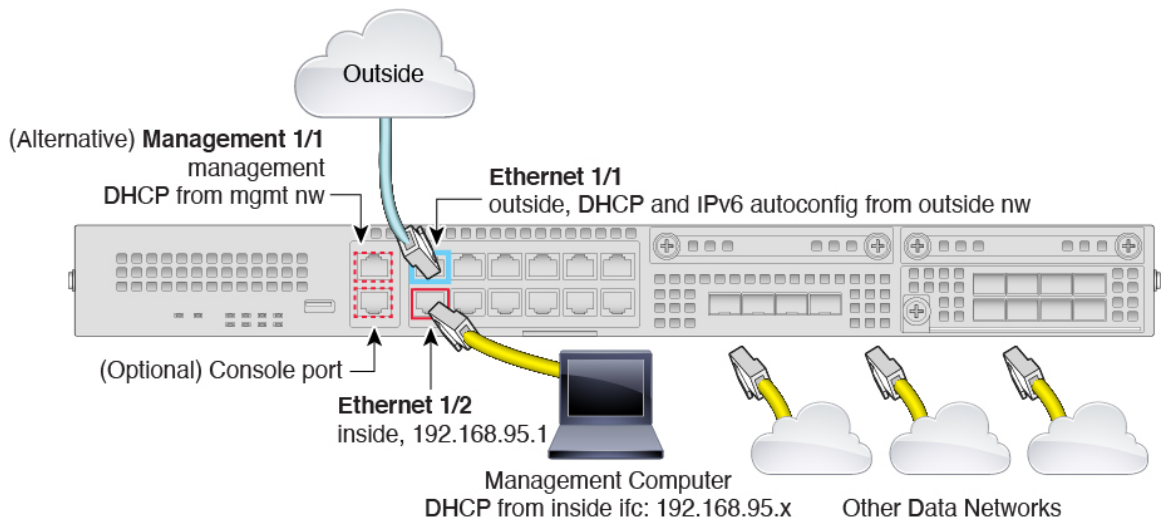 Outside
(Alternative) Management 1/1
management
DHCP from mgmt nw
Ethernet 1/1
outside, DHCP and IPv6 autoconfig from outside nw
(Optional) Console port
Ethernet 1/2
inside, 192.168.95.1
Management Computer
DHCP from inside ifc: 192.168.95.x
Other Data Networks